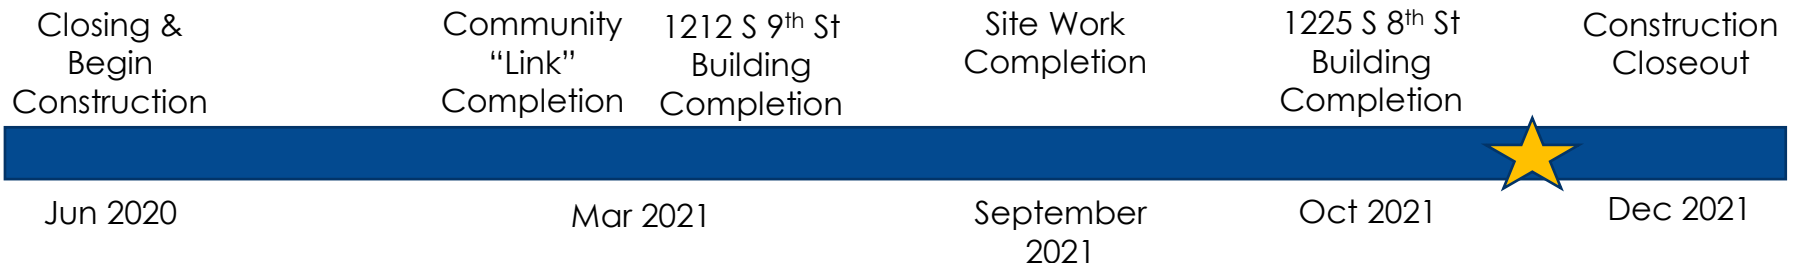 Closing &
Begin
Construction
Community
“Link”
Completion
1212 S 9th St
Building
Completion
Site Work
Completion
1225 S 8th St
Building
Completion
Construction
Closeout
Jun 2020
Mar 2021
September
2021
Oct 2021
Dec 2021